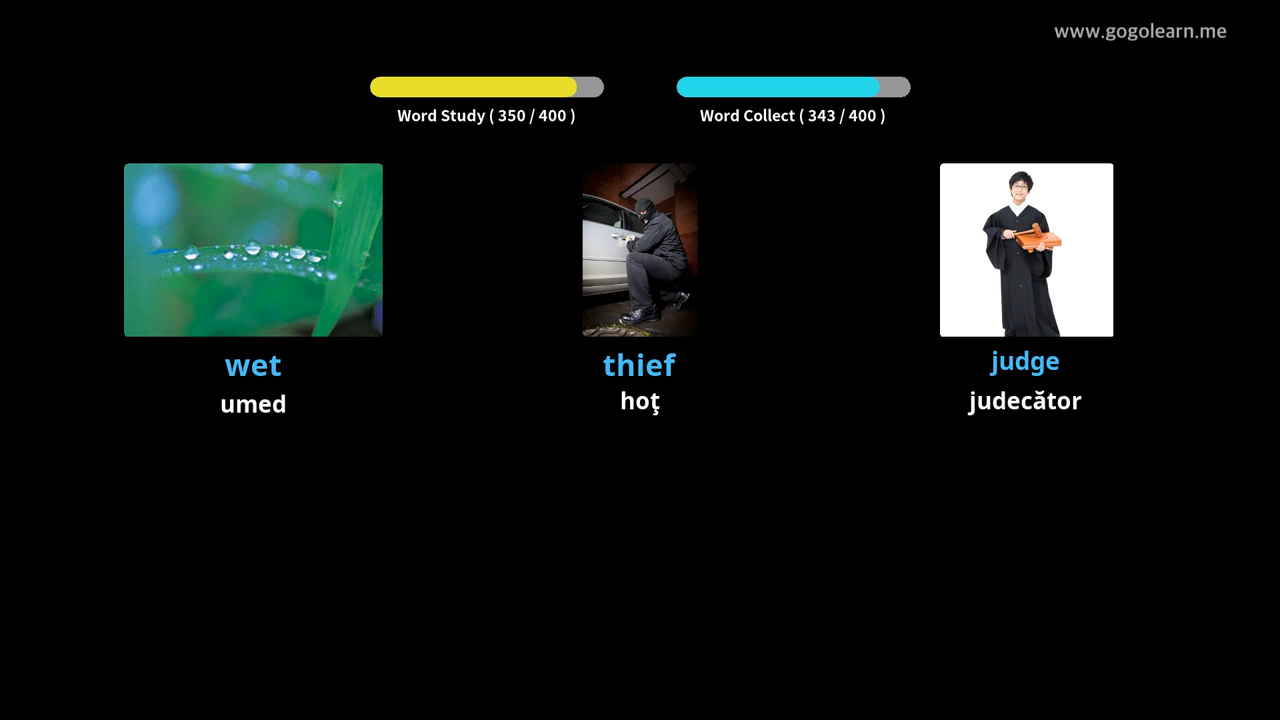 www.gogolearn.me
Word Study ( 350 / 400 )
Word Collect ( 343 / 400 )
wet
thief
judge
umed
hoţ
judecător